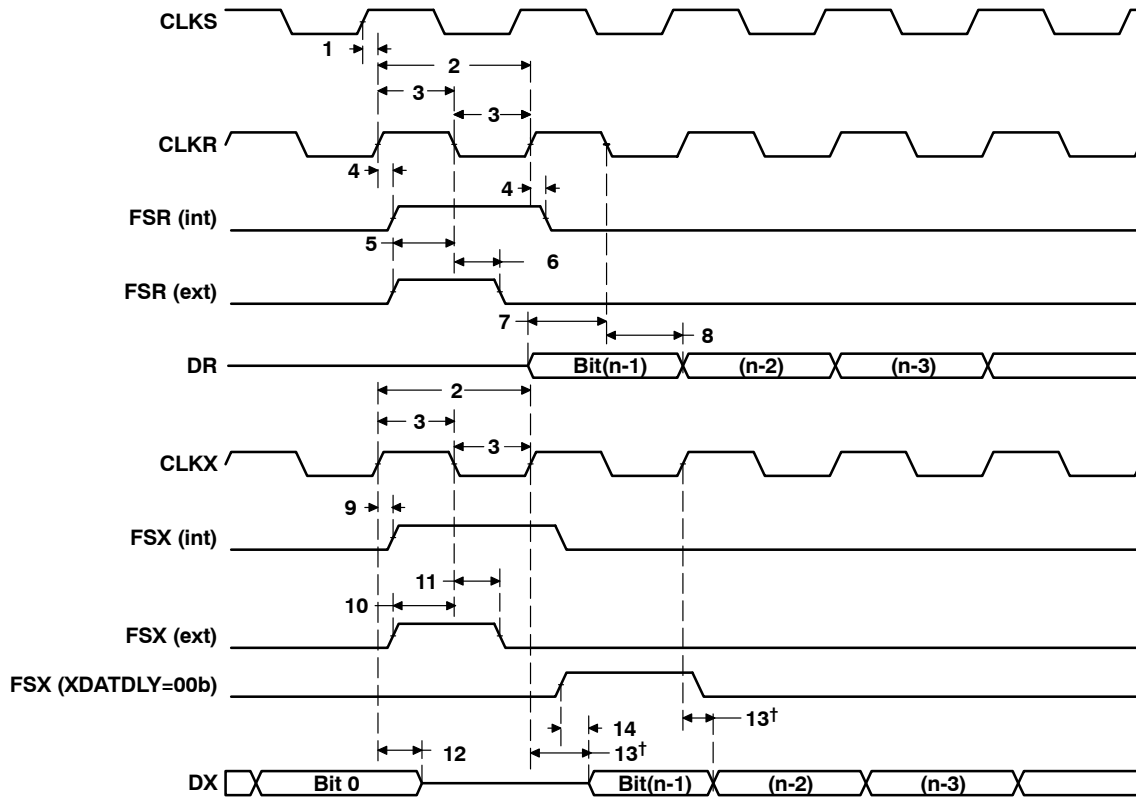 CLKS
1
2
3
3
CLKR
4
4
FSR (int)
5
6
FSR (ext)
7
8
DR Bit(n-1) (n-2) (n-3)
2
3
3
CLKX
9
FSX (int)
11
10
FSX (ext)
FSX (XDATDLY=00b)
13†
14
12
13†
DX Bit 0 Bit(n-1) (n-2) (n-3)